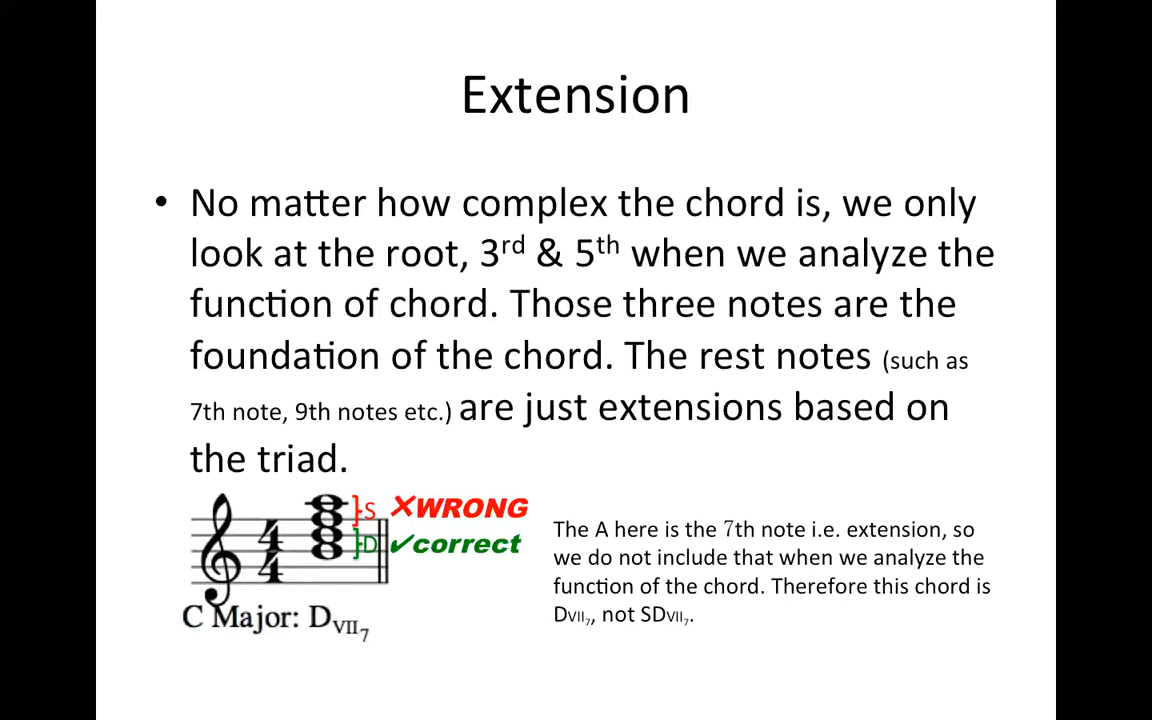 Extension
• No matter how complex the chord is, we only
look at the root, 3rd & 5th when we analyze the
function of chord. Those three notes are the
foundation of the chord. The rest notes (such as
7th note, 9th notes etc.) are just extensions based on
the triad.
}S ✕WRONG
}D ✓correct
4
4
C Major: DVII7
The A here is the 7th note i.e. extension, so
we do not include that when we analyze the
function of the chord. Therefore this chord is
DVII7, not SDVII7.